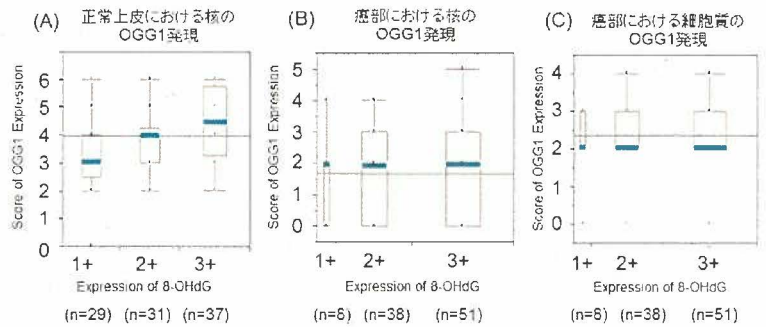 (A) 正常上皮における核の
OGG1発現
Score of OGG1 Expression
6
5
4
3
2
1
0
1+ 2+ 3+
Expression of 8-OHdG
(n=29) (n=31) (n=37)
(B) 癌部における核の
OGG1発現
Score of OGG1 Expression
5
4
3
2
1
0
1+ 2+ 3+
Expression of 8-OHdG
(n=8) (n=38) (n=51)
(C) 癌部における細胞質の
OGG1発現
Score of OGG1 Expression
4
3
2
1
0
1+ 2+ 3+
Expression of 8-OHdG
(n=8) (n=38) (n=51)